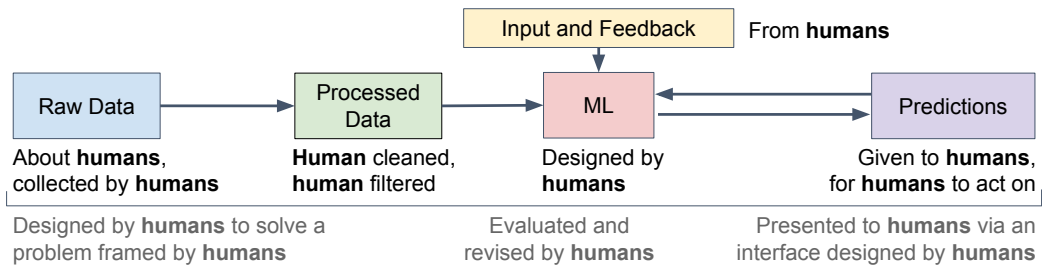 Input and Feedback
From humans
Raw Data
Processed
Data
ML
Predictions
About humans,
collected by humans
Human cleaned,
human filtered
Designed by
humans
Given to humans,
for humans to act on
Designed by humans to solve a
problem framed by humans
Evaluated and
revised by humans
Presented to humans via an
interface designed by humans